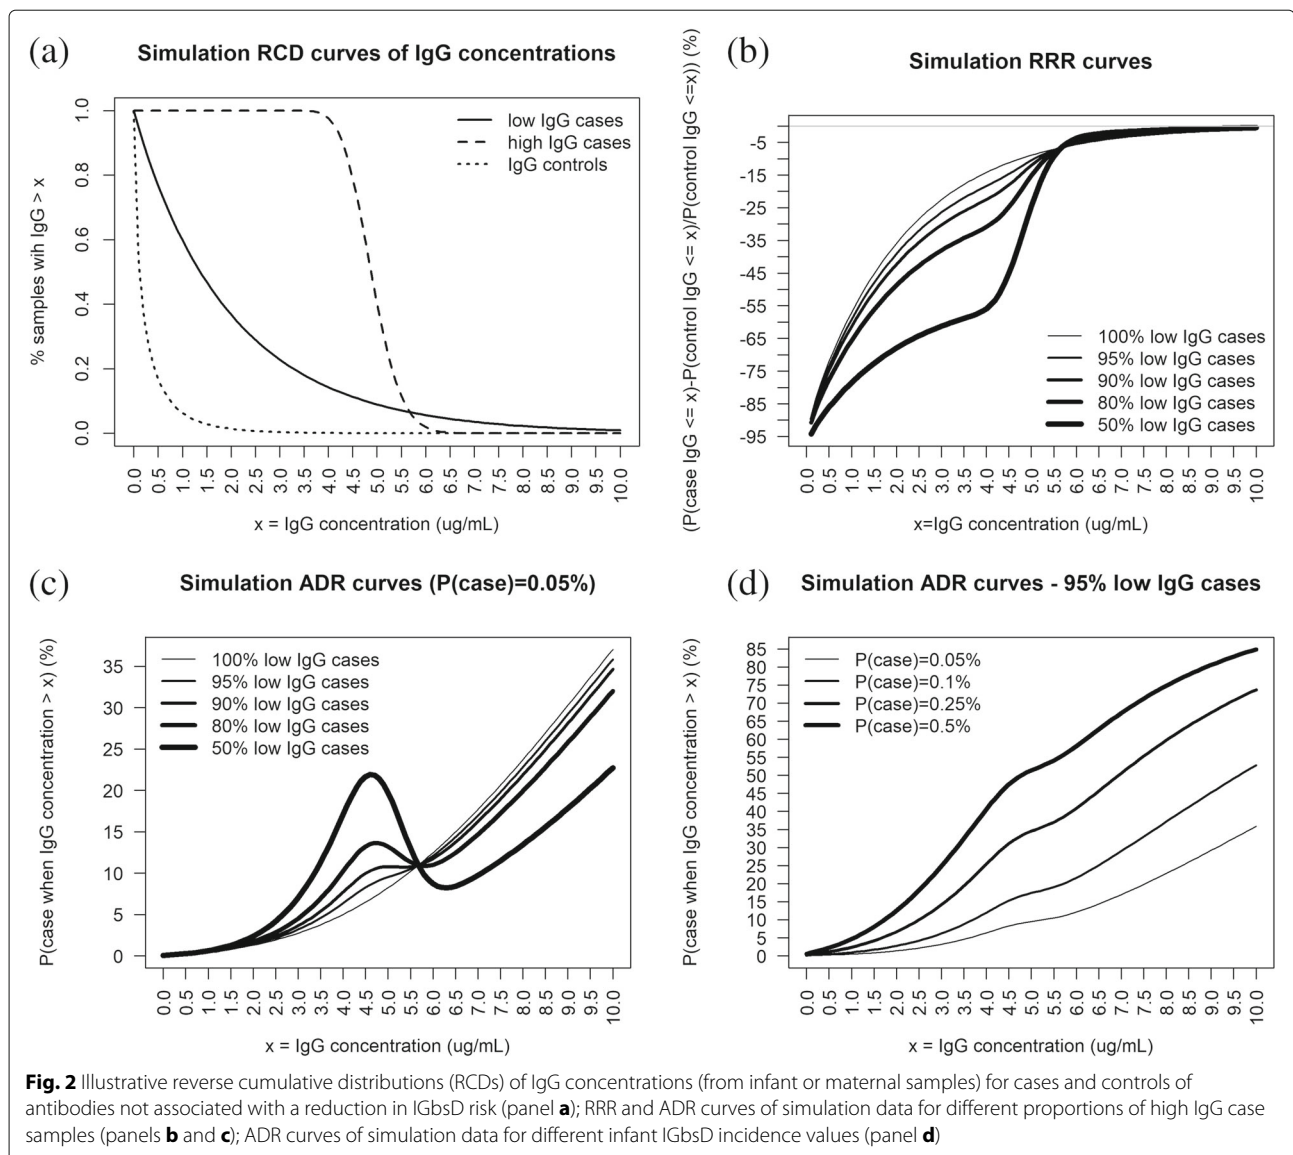 (a)
Simulation RCD curves of IgG concentrations
% samples wih IgG > x
1.0
0.8
0.6
0.4
0.2
0.0
low IgG cases
high IgG cases
IgG controls
0.0 0.5 1.0 1.5 2.0 2.5 3.0 3.5 4.0 4.5 5.0 5.5 6.0 6.5 7.0 7.5 8.0 8.5 9.0 9.5 10.0
x = IgG concentration (ug/mL)
(b)
Simulation RRR curves
(P(case IgG <= x)-P(control IgG <= x)/P(control IgG <=x)) (%)
-5
-15
-25
-35
-45
-55
-65
-75
-85
-95
100% low IgG cases
95% low IgG cases
90% low IgG cases
80% low IgG cases
50% low IgG cases
0.0 0.5 1.0 1.5 2.0 2.5 3.0 3.5 4.0 4.5 5.0 5.5 6.0 6.5 7.0 7.5 8.0 8.5 9.0 9.5 10.0
x=IgG concentration (ug/mL)
(c)
Simulation ADR curves (P(case)=0.05%)
P(case when IgG concentration > x) (%)
35
30
25
20
15
10
5
0
100% low IgG cases
95% low IgG cases
90% low IgG cases
80% low IgG cases
50% low IgG cases
0.0 0.5 1.0 1.5 2.0 2.5 3.0 3.5 4.0 4.5 5.0 5.5 6.0 6.5 7.0 7.5 8.0 8.5 9.0 9.5 10.0
x = IgG concentration (ug/mL)
(d)
Simulation ADR curves - 95% low IgG cases
P(case when IgG concentration > x) (%)
85
80
75
70
65
60
55
50
45
40
35
30
25
20
15
10
5
0
P(case)=0.05%
P(case)=0.1%
P(case)=0.25%
P(case)=0.5%
0.0 0.5 1.0 1.5 2.0 2.5 3.0 3.5 4.0 4.5 5.0 5.5 6.0 6.5 7.0 7.5 8.0 8.5 9.0 9.5 10.0
x = IgG concentration (ug/mL)
Fig. 2 Illustrative reverse cumulative distributions (RCDs) of IgG concentrations (from infant or maternal samples) for cases and controls of
antibodies not associated with a reduction in IGbsD risk (panel a); RRR and ADR curves of simulation data for different proportions of high IgG case
samples (panels b and c); ADR curves of simulation data for different infant IGbsD incidence values (panel d)